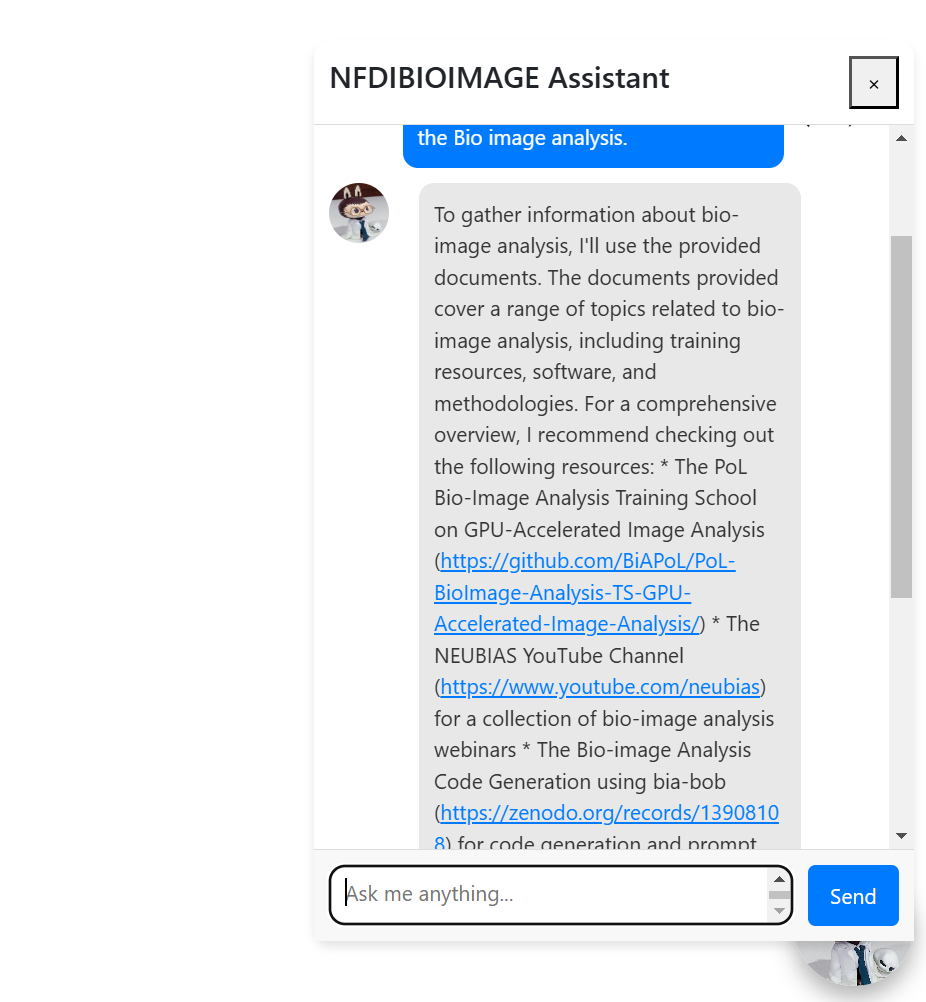 NFDIBIOIMAGE Assistant
×
the Bio image analysis.
To gather information about bio-
image analysis, I'll use the provided
documents. The documents provided
cover a range of topics related to bio-
image analysis, including training
resources, software, and
methodologies. For a comprehensive
overview, I recommend checking out
the following resources: * The PoL
Bio-Image Analysis Training School
on GPU-Accelerated Image Analysis
(https://github.com/BiAPoL/PoL-
BioImage-Analysis-TS-GPU-
Accelerated-Image-Analysis/) * The
NEUBIAS YouTube Channel
(https://www.youtube.com/neubias)
for a collection of bio-image analysis
webinars * The Bio-image Analysis
Code Generation using bia-bob
(https://zenodo.org/records/1390810
8) for code generation and prompt
Ask me anything...
Send